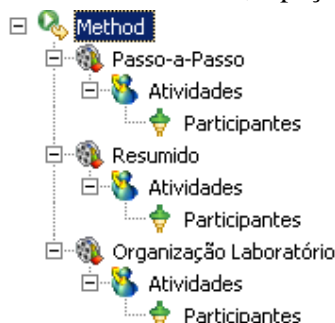 Method
Passo-a-Passo
Atividades
Participantes
Resumido
Atividades
Participantes
Organização Laboratório
Atividades
Participantes